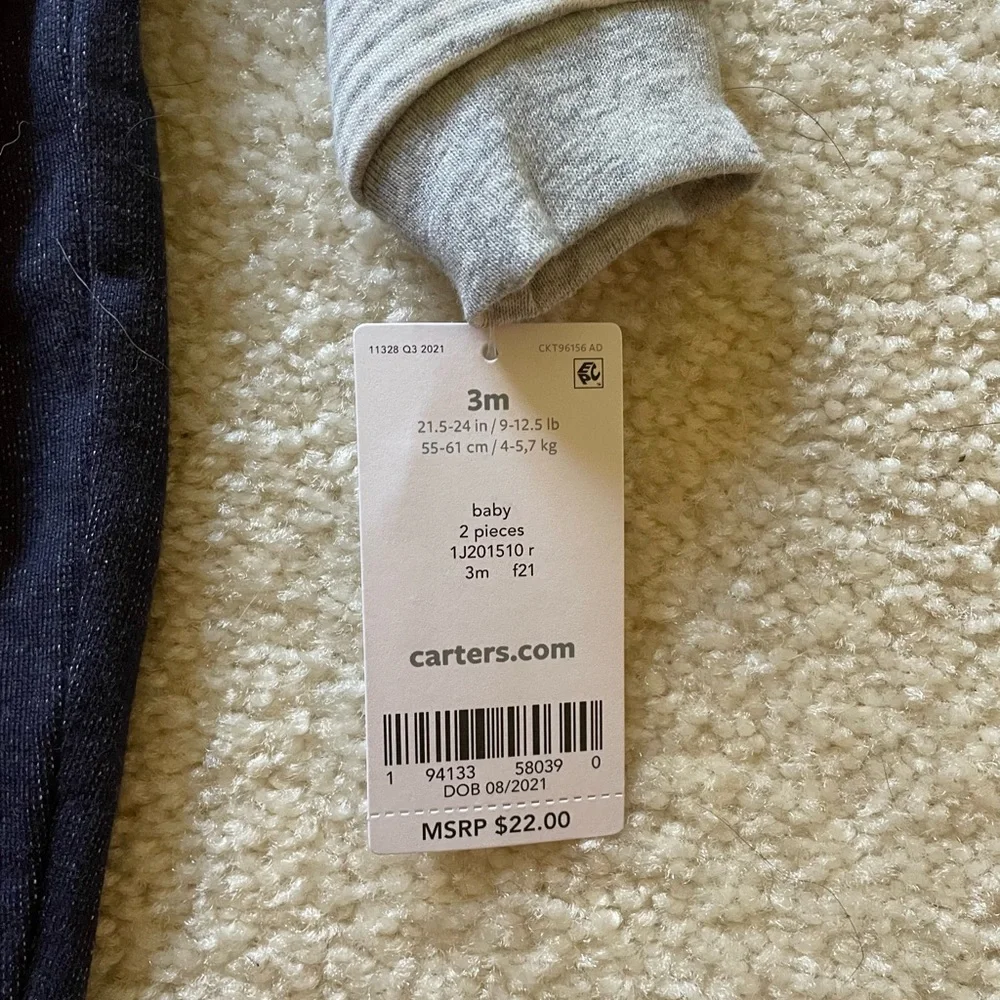 11328 Q3 2021 CKT96156 AD
3m
21.5-24 in / 9-12.5 lb
55-61 cm / 4-5,7 kg
baby
2 pieces
1J201510 r
3m f21
carters.com
1 94133 58039 0
DOB 08/2021
MSRP $22.00